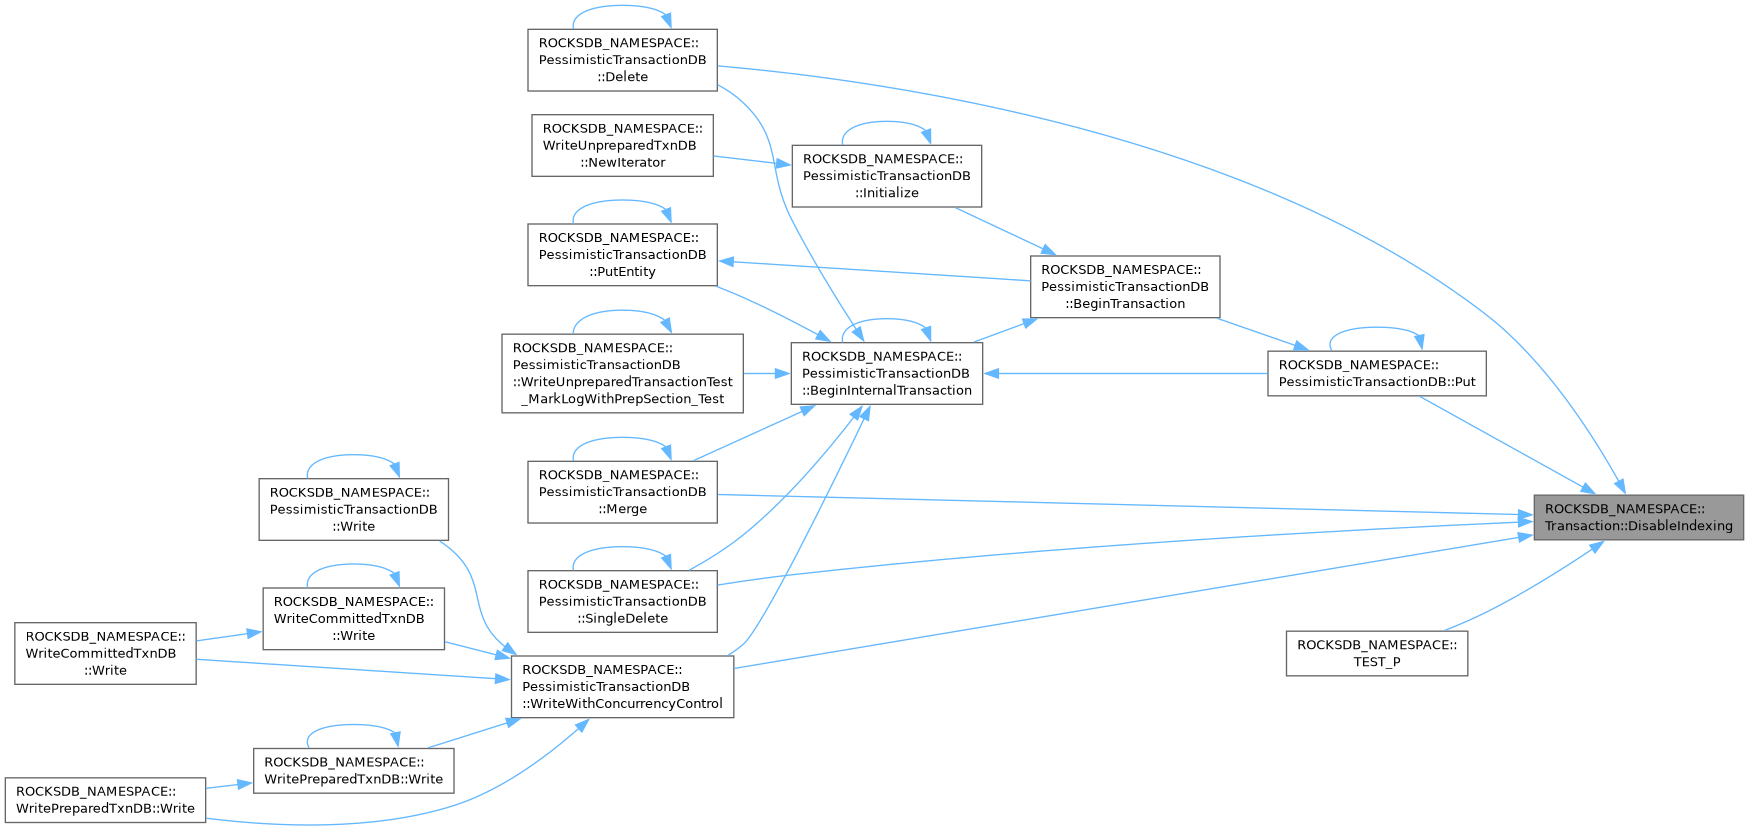 ROCKSDB_NAMESPACE::
PessimisticTransactionDB
::Delete
ROCKSDB_NAMESPACE::
WriteUnpreparedTxnDB
::NewIterator
ROCKSDB_NAMESPACE::
PessimisticTransactionDB
::Initialize
ROCKSDB_NAMESPACE::
PessimisticTransactionDB
::PutEntity
ROCKSDB_NAMESPACE::
PessimisticTransactionDB
::BeginTransaction
ROCKSDB_NAMESPACE::
PessimisticTransactionDB
::WriteUnpreparedTransactionTest
_MarkLogWithPrepSection_Test
ROCKSDB_NAMESPACE::
PessimisticTransactionDB
::BeginInternalTransaction
ROCKSDB_NAMESPACE::
PessimisticTransactionDB::Put
ROCKSDB_NAMESPACE::
PessimisticTransactionDB
::Merge
ROCKSDB_NAMESPACE::
PessimisticTransactionDB
::Write
ROCKSDB_NAMESPACE::
Transaction::DisableIndexing
ROCKSDB_NAMESPACE::
PessimisticTransactionDB
::SingleDelete
ROCKSDB_NAMESPACE::
WriteCommittedTxnDB
::Write
ROCKSDB_NAMESPACE::
WriteCommittedTxnDB
::Write
ROCKSDB_NAMESPACE::
TEST_P
ROCKSDB_NAMESPACE::
PessimisticTransactionDB
::WriteWithConcurrencyControl
ROCKSDB_NAMESPACE::
WritePreparedTxnDB::Write
ROCKSDB_NAMESPACE::
WritePreparedTxnDB::Write